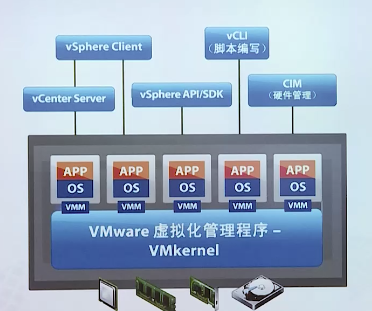 vCLI
(脚本编写)
vSphere Client
CIM
(硬件管理)
vCenter Server
vSphere API/SDK
APP APP APP APP APP
OS OS OS OS OS
VMM VMM VMM VMM VMM
VMware 虚拟化管理程序 –
VMkernel